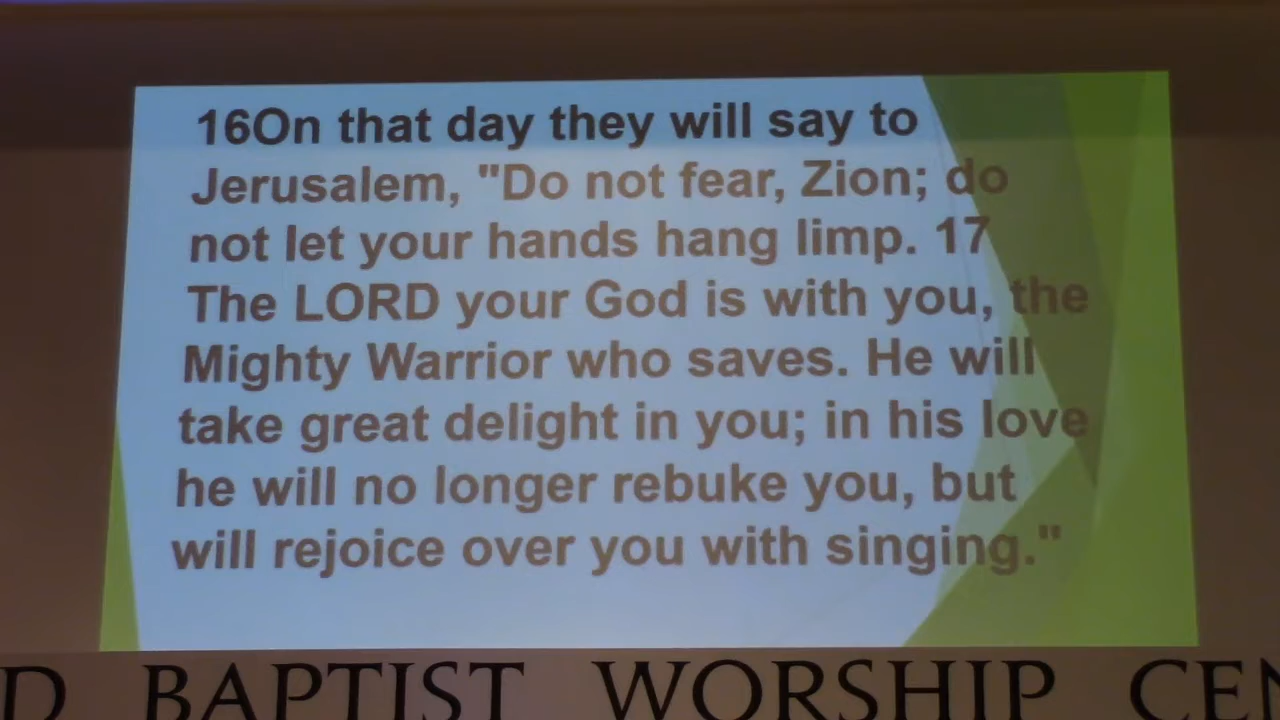 16On that day they will say to
Jerusalem, "Do not fear, Zion; do
not let your hands hang limp. 17
The LORD your God is with you, the
Mighty Warrior who saves. He will
take great delight in you; in his love
he will no longer rebuke you, but
will rejoice over you with singing."
D BAPTIST WORSHIP CEN